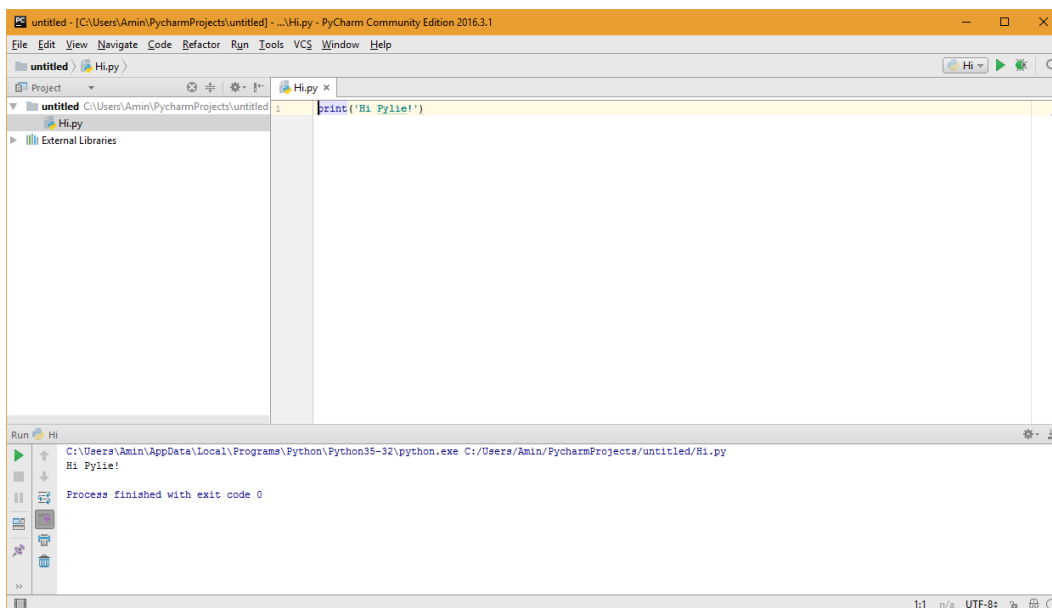 untitled - [C:\Users\Amin\PycharmProjects\untitled] - ...\Hi.py - PyCharm Community Edition 2016.3.1
File Edit View Navigate Code Refactor Run Tools VCS Window Help
untitled Hi.py Hi
Project Hi.py
untitled C:\Users\Amin\PycharmProjects\untitled 1 print('Hi Pylie!')
Hi.py
External Libraries
Run Hi
C:\Users\Amin\AppData\Local\Programs\Python\Python35-32\python.exe C:/Users/Amin/PycharmProjects/untitled/Hi.py
Hi Pylie!
Process finished with exit code 0
1:1 n/a UTF-8